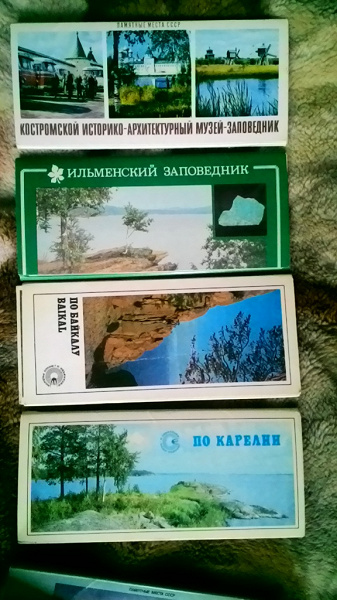 ПАМЯТНЫЕ МЕСТА СССР
КОСТРОМСКОЙ ИСТОРИКО-АРХИТЕКТУРНЫЙ МУЗЕЙ-ЗАПОВЕДНИК
ИЛЬМЕНСКИЙ ЗАПОВЕДНИК
ПО БАЙКАЛУ
BAIKAL
ПО КАРЕЛИИ
ПАМЯТНЫЕ МЕСТА СССР